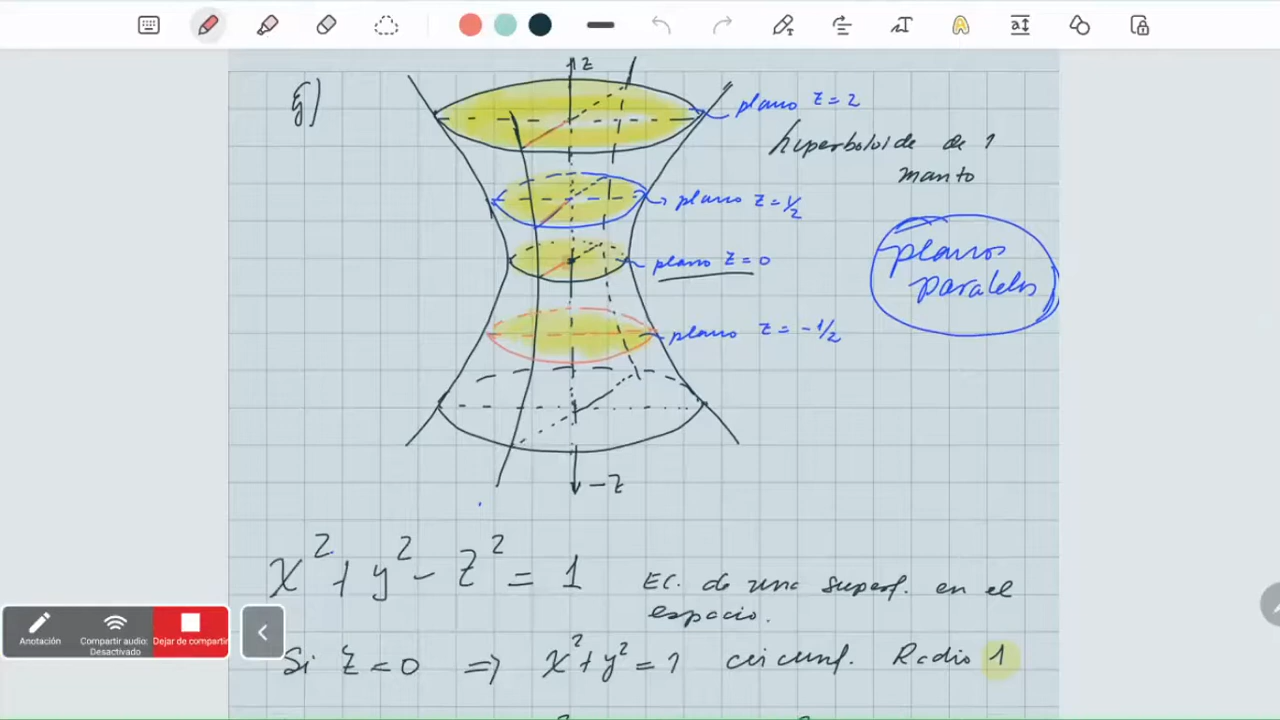 z
plano z = 2
hiperboloide de 1
manto
plano z = 1/2
planos
paralelos
plano z = 0
plano z = -1/2
-z
x² + y² - z² = 1
Ec. de una superf. en el
espacio.
Anotación
Compartir audio:
Desactivado
Dejar de compartir
Si z = 0 ⇒ x² + y² = 1 circunf. Radio 1